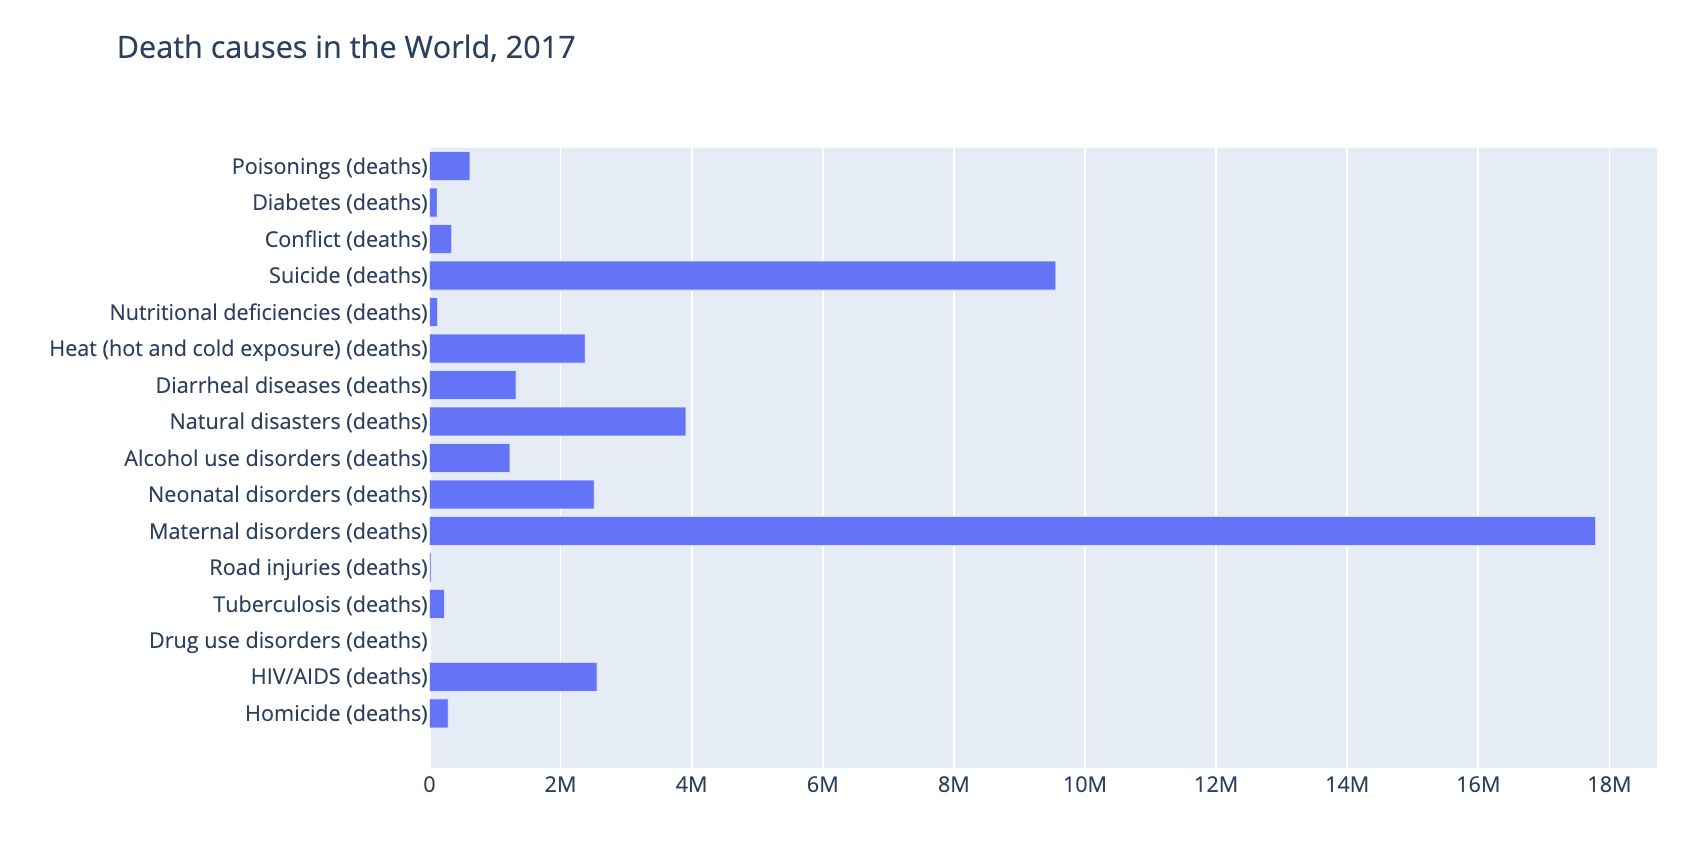 Death causes in the World, 2017
Poisonings (deaths)
Diabetes (deaths)
Conflict (deaths)
Suicide (deaths)
Nutritional deficiencies (deaths)
Heat (hot and cold exposure) (deaths)
Diarrheal diseases (deaths)
Natural disasters (deaths)
Alcohol use disorders (deaths)
Neonatal disorders (deaths)
Maternal disorders (deaths)
Road injuries (deaths)
Tuberculosis (deaths)
Drug use disorders (deaths)
HIV/AIDS (deaths)
Homicide (deaths)
0 2M 4M 6M 8M 10M 12M 14M 16M 18M